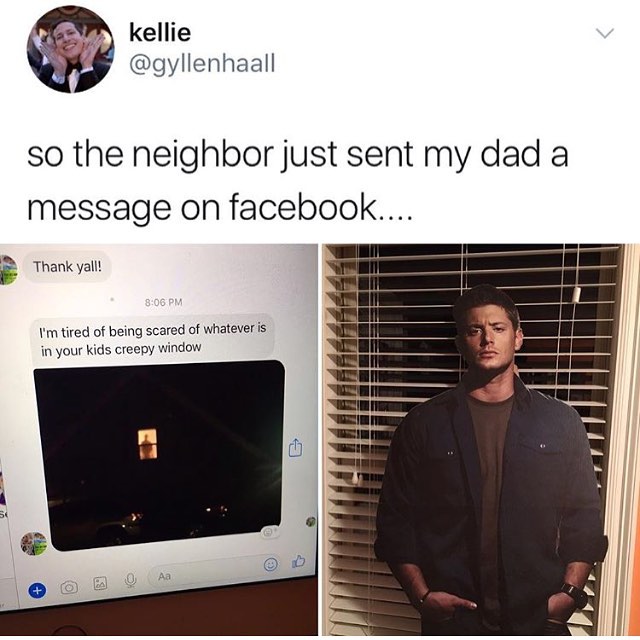 kellie
@gyllenhaall
so the neighbor just sent my dad a
message on facebook....
Thank yall!
8:06 PM
I'm tired of being scared of whatever is
in your kids creepy window
Aa